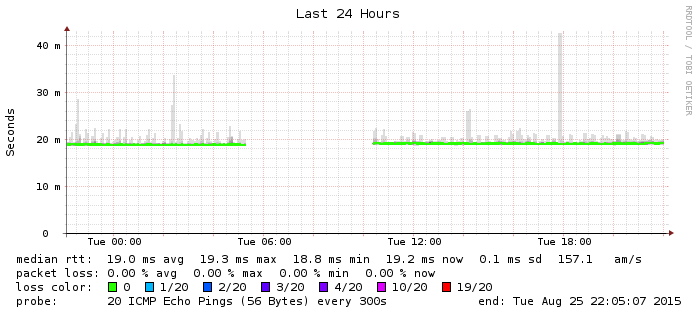 Last 24 Hours
RRDTOOL / TOBI OETIKER
Seconds
40 m
30 m
20 m
10 m
0
Tue 00:00 Tue 06:00 Tue 12:00 Tue 18:00
median rtt: 19.0 ms avg 19.3 ms max 18.8 ms min 19.2 ms now 0.1 ms sd 157.1 am/s
packet loss: 0.00 % avg 0.00 % max 0.00 % min 0.00 % now
loss color: 0 1/20 2/20 3/20 4/20 10/20 19/20
probe: 20 ICMP Echo Pings (56 Bytes) every 300s end: Tue Aug 25 22:05:07 2015